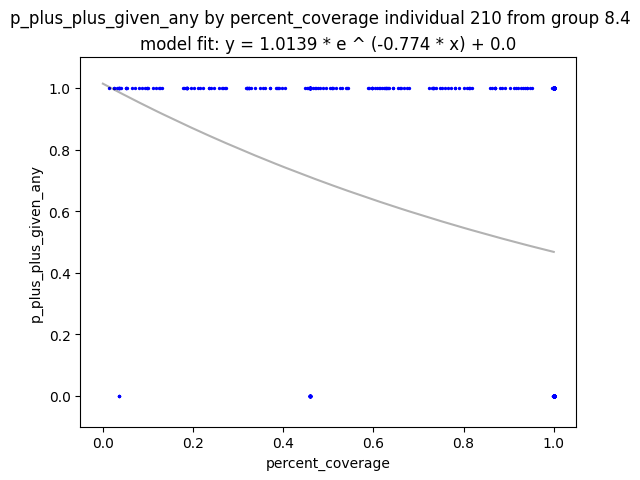 p_plus_plus_given_any by percent_coverage individual 210 from group 8.4
model fit: y = 1.0139 * e ^ (-0.774 * x) + 0.0
1.0
0.8
0.6
0.4
0.2
0.0
p_plus_plus_given_any
0.0 0.2 0.4 0.6 0.8 1.0
percent_coverage